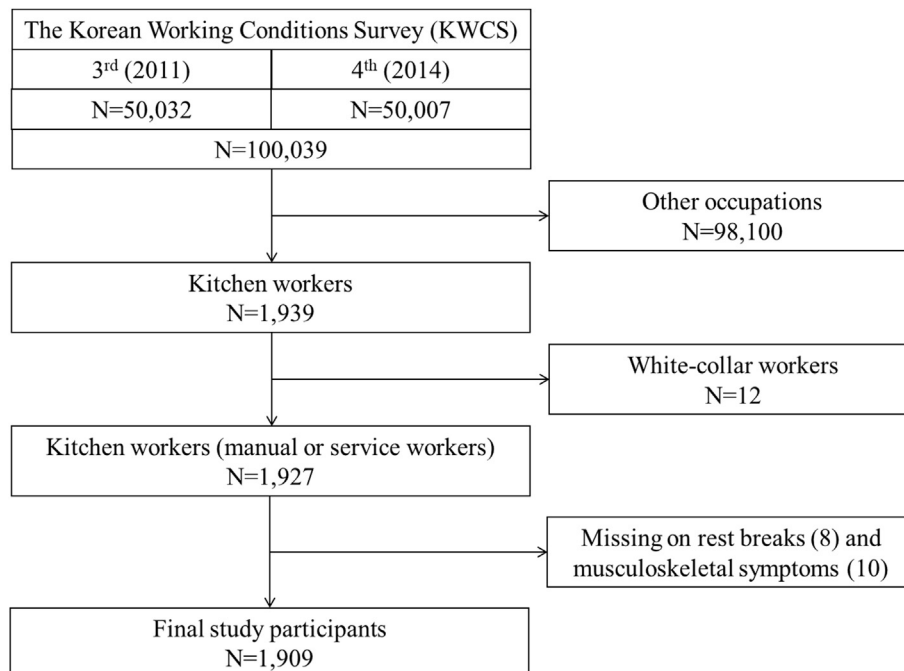 The Korean Working Conditions Survey (KWCS)
3rd (2011)
4th (2014)
N=50,032
N=50,007
N=100,039
Other occupations
N=98,100
Kitchen workers
N=1,939
White-collar workers
N=12
Kitchen workers (manual or service workers)
N=1,927
Missing on rest breaks (8) and
musculoskeletal symptoms (10)
Final study participants
N=1,909